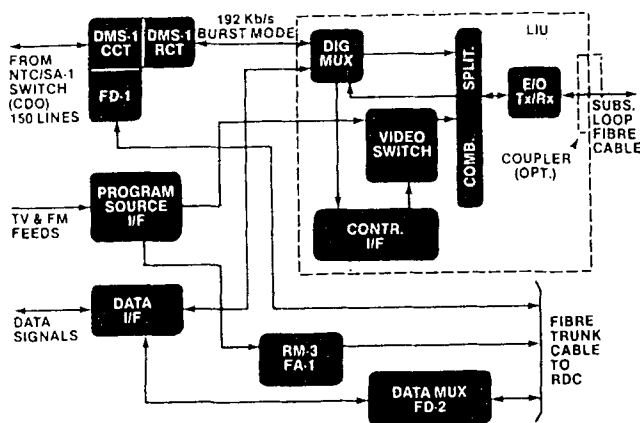 DMS-1
CCT
DMS-1
RCT
FD-1
192 Kb/s
BURST MODE
FROM
NTC/SA-1
SWITCH
(CDO)
150 LINES
LIU
DIG
MUX
SPLIT.
COMB.
E/O
Tx/Rx
SUBS.
LOOP
FIBRE
CABLE
COUPLER
(OPT.)
VIDEO
SWITCH
CONTR.
I/F
PROGRAM
SOURCE
I/F
TV & FM
FEEDS
DATA
I/F
DATA
SIGNALS
RM-3
FA-1
DATA MUX
FD-2
FIBRE
TRUNK
CABLE
TO
RDC